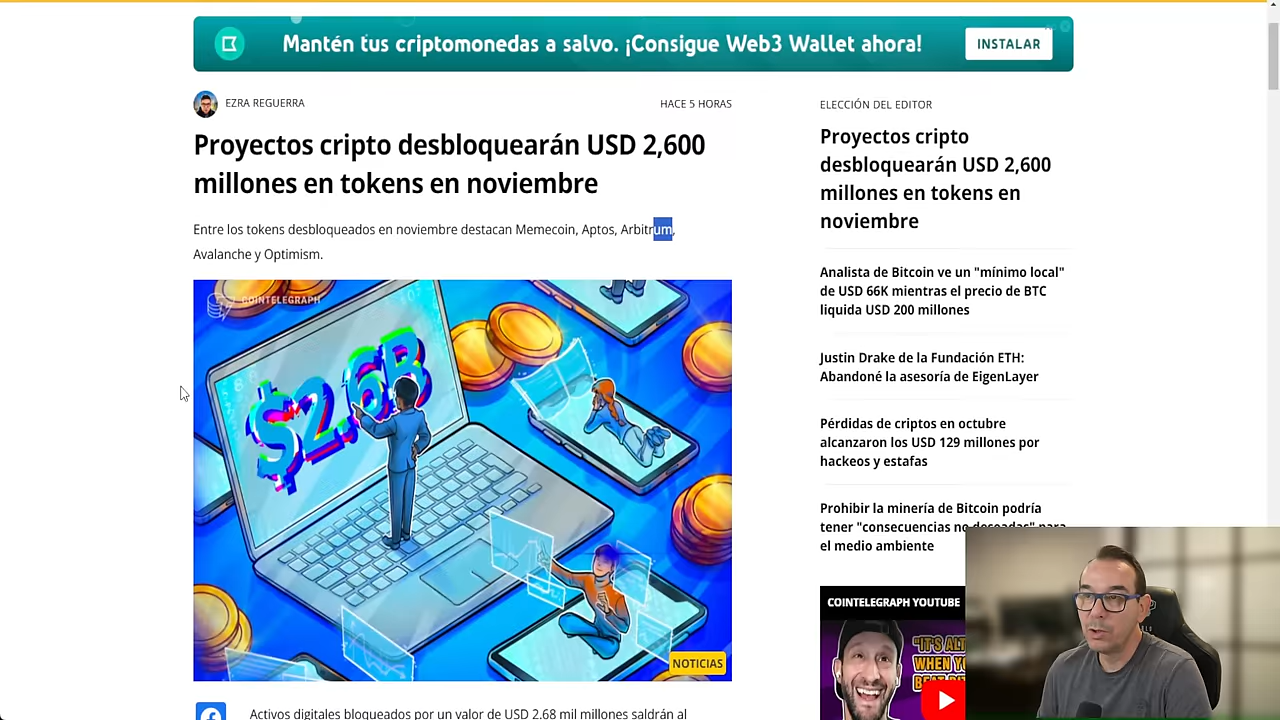 Mantén tus criptomonedas a salvo. ¡Consigue Web3 Wallet ahora!
INSTALAR
EZRA REGUERRA
HACE 5 HORAS
Proyectos cripto desbloquearán USD 2,600
millones en tokens en noviembre
Entre los tokens desbloqueados en noviembre destacan Memecoin, Aptos, Arbitrum,
Avalanche y Optimism.
COINTELEGRAPH
$2,6B
NOTICIAS
Activos digitales bloqueados por un valor de USD 2.68 mil millones saldrán al
ELECCIÓN DEL EDITOR
Proyectos cripto
desbloquearán USD 2,600
millones en tokens en
noviembre
Analista de Bitcoin ve un "mínimo local"
de USD 66K mientras el precio de BTC
liquida USD 200 millones
Justin Drake de la Fundación ETH:
Abandoné la asesoría de EigenLayer
Pérdidas de criptos en octubre
alcanzaron los USD 129 millones por
hackeos y estafas
Prohibir la minería de Bitcoin podría
tener "consecuencias no deseadas" para
el medio ambiente
COINTELEGRAPH YOUTUBE
"IT'S AL
WHEN Y